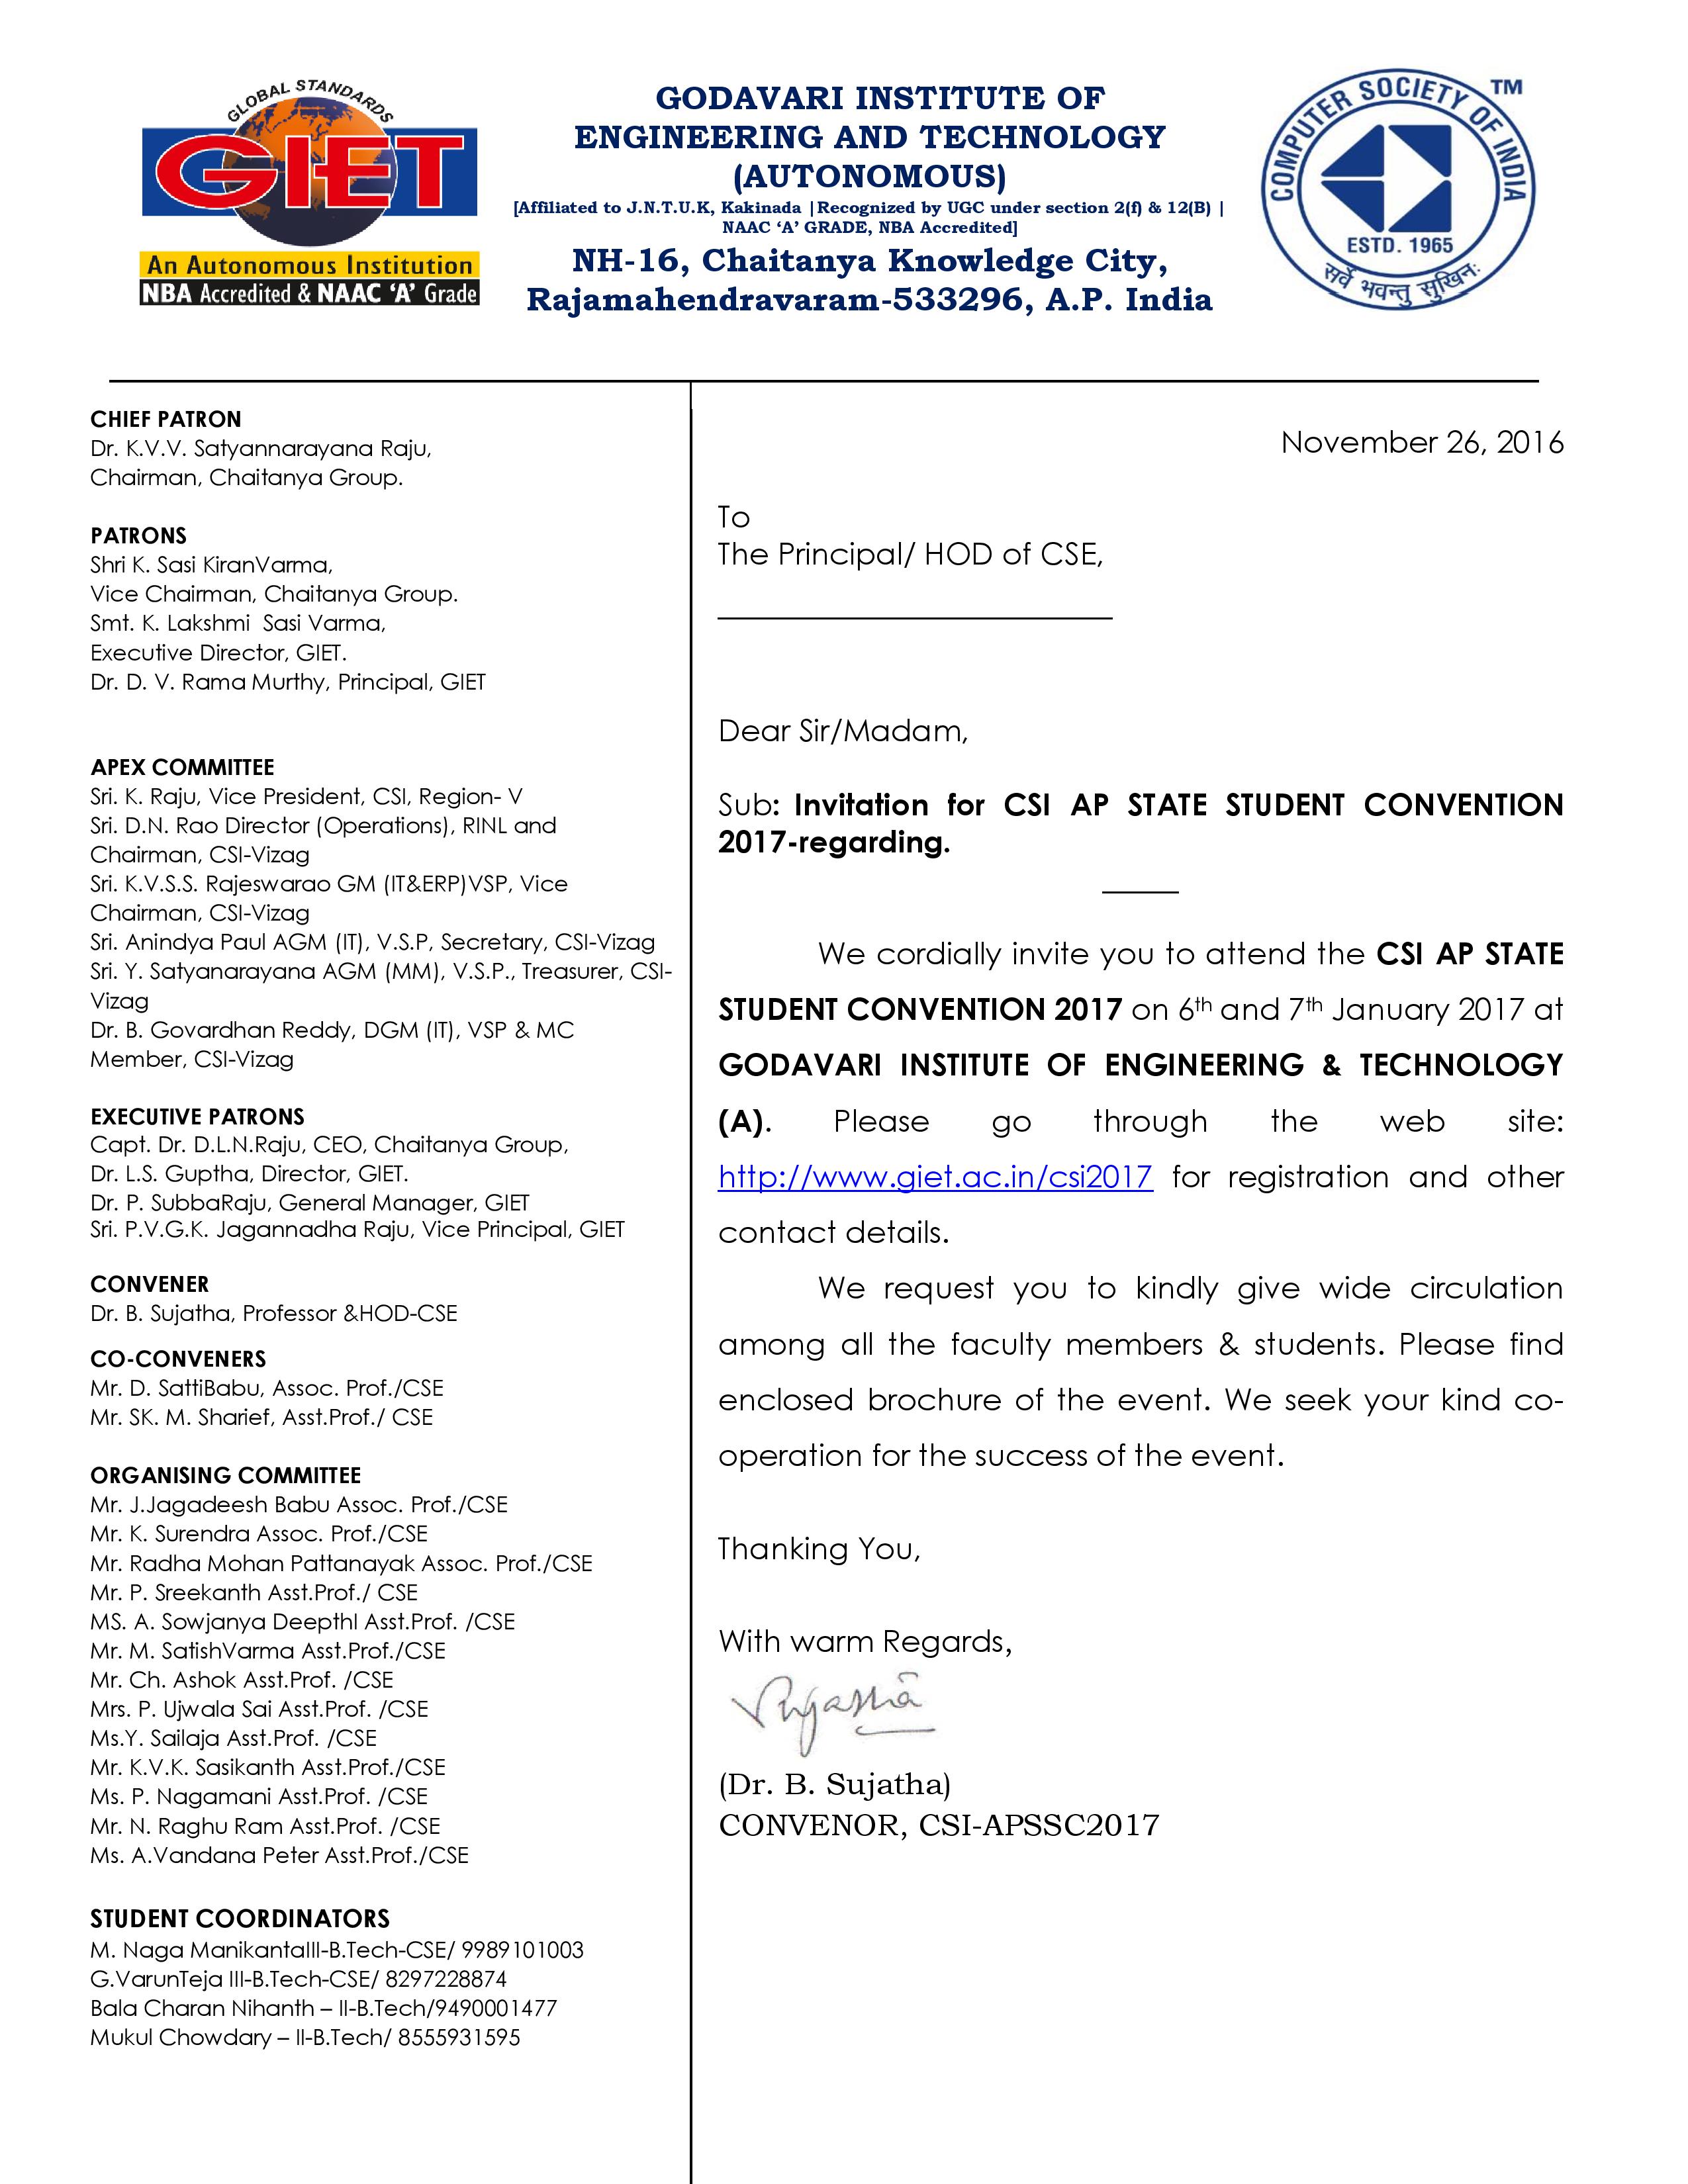 GLOBAL STANDARDS
GIET
An Autonomous Institution
NBA Accredited & NAAC ‘A’ Grade
GODAVARI INSTITUTE OF
ENGINEERING AND TECHNOLOGY
(AUTONOMOUS)
[Affiliated to J.N.T.U.K, Kakinada |Recognized by UGC under section 2(f) & 12(B) |
NAAC ‘A’ GRADE, NBA Accredited]
NH-16, Chaitanya Knowledge City,
Rajamahendravaram-533296, A.P. India
COMPUTER SOCIETY OF INDIA
TM
ESTD. 1965
सर्वे भवन्तु सुखिनः
CHIEF PATRON
Dr. K.V.V. Satyannarayana Raju,
Chairman, Chaitanya Group.
PATRONS
Shri K. Sasi KiranVarma,
Vice Chairman, Chaitanya Group.
Smt. K. Lakshmi Sasi Varma,
Executive Director, GIET.
Dr. D. V. Rama Murthy, Principal, GIET
APEX COMMITTEE
Sri. K. Raju, Vice President, CSI, Region- V
Sri. D.N. Rao Director (Operations), RINL and
Chairman, CSI-Vizag
Sri. K.V.S.S. Rajeswarao GM (IT&ERP)VSP, Vice
Chairman, CSI-Vizag
Sri. Anindya Paul AGM (IT), V.S.P, Secretary, CSI-Vizag
Sri. Y. Satyanarayana AGM (MM), V.S.P., Treasurer, CSI-
Vizag
Dr. B. Govardhan Reddy, DGM (IT), VSP & MC
Member, CSI-Vizag
EXECUTIVE PATRONS
Capt. Dr. D.L.N.Raju, CEO, Chaitanya Group,
Dr. L.S. Guptha, Director, GIET.
Dr. P. SubbaRaju, General Manager, GIET
Sri. P.V.G.K. Jagannadha Raju, Vice Principal, GIET
CONVENER
Dr. B. Sujatha, Professor &HOD-CSE
CO-CONVENERS
Mr. D. SattiBabu, Assoc. Prof./CSE
Mr. SK. M. Sharief, Asst.Prof./ CSE
ORGANISING COMMITTEE
Mr. J.Jagadeesh Babu Assoc. Prof./CSE
Mr. K. Surendra Assoc. Prof./CSE
Mr. Radha Mohan Pattanayak Assoc. Prof./CSE
Mr. P. Sreekanth Asst.Prof./ CSE
MS. A. Sowjanya DeepthI Asst.Prof. /CSE
Mr. M. SatishVarma Asst.Prof./CSE
Mr. Ch. Ashok Asst.Prof. /CSE
Mrs. P. Ujwala Sai Asst.Prof. /CSE
Ms.Y. Sailaja Asst.Prof. /CSE
Mr. K.V.K. Sasikanth Asst.Prof./CSE
Ms. P. Nagamani Asst.Prof. /CSE
Mr. N. Raghu Ram Asst.Prof. /CSE
Ms. A.Vandana Peter Asst.Prof./CSE
STUDENT COORDINATORS
M. Naga ManikantaIII-B.Tech-CSE/ 9989101003
G.VarunTeja III-B.Tech-CSE/ 8297228874
Bala Charan Nihanth – II-B.Tech/9490001477
Mukul Chowdary – II-B.Tech/ 8555931595
November 26, 2016
To
The Principal/ HOD of CSE,
Dear Sir/Madam,
Sub: Invitation for CSI AP STATE STUDENT CONVENTION
2017-regarding.
We cordially invite you to attend the CSI AP STATE
STUDENT CONVENTION 2017 on 6th and 7th January 2017 at
GODAVARI INSTITUTE OF ENGINEERING & TECHNOLOGY
(A). Please go through the web site:
http://www.giet.ac.in/csi2017 for registration and other
contact details.
We request you to kindly give wide circulation
among all the faculty members & students. Please find
enclosed brochure of the event. We seek your kind co-
operation for the success of the event.
Thanking You,
With warm Regards,
(Dr. B. Sujatha)
CONVENOR, CSI-APSSC2017